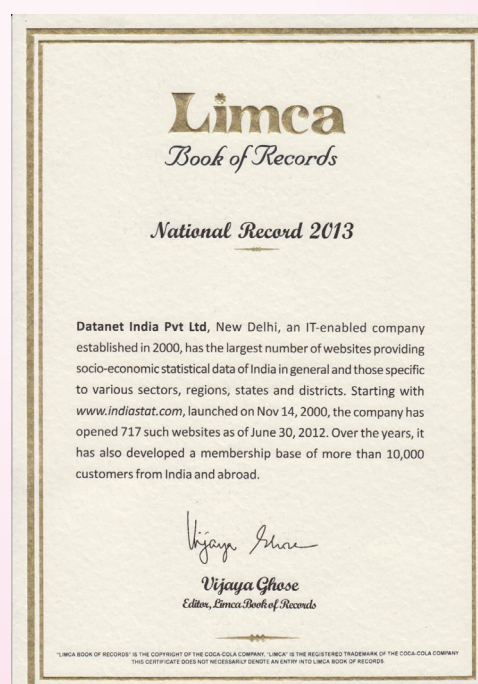 Limca
Book of Records
National Record 2013
Datanet India Pvt Ltd, New Delhi, an IT-enabled company
established in 2000, has the largest number of websites providing
socio-economic statistical data of India in general and those specific
to various sectors, regions, states and districts. Starting with
www.indiastat.com, launched on Nov 14, 2000, the company has
opened 717 such websites as of June 30, 2012. Over the years, it
has also developed a membership base of more than 10,000
customers from India and abroad.
Vijaya Ghose
Vijaya Ghose
Editor, Limca Book of Records
"LIMCA BOOK OF RECORDS" IS THE COPYRIGHT OF THE COCA-COLA COMPANY. "LIMCA" IS THE REGISTERED TRADEMARK OF THE COCA-COLA COMPANY
THIS CERTIFICATE DOES NOT NECESSARILY DENOTE AN ENTRY INTO LIMCA BOOK OF RECORDS.